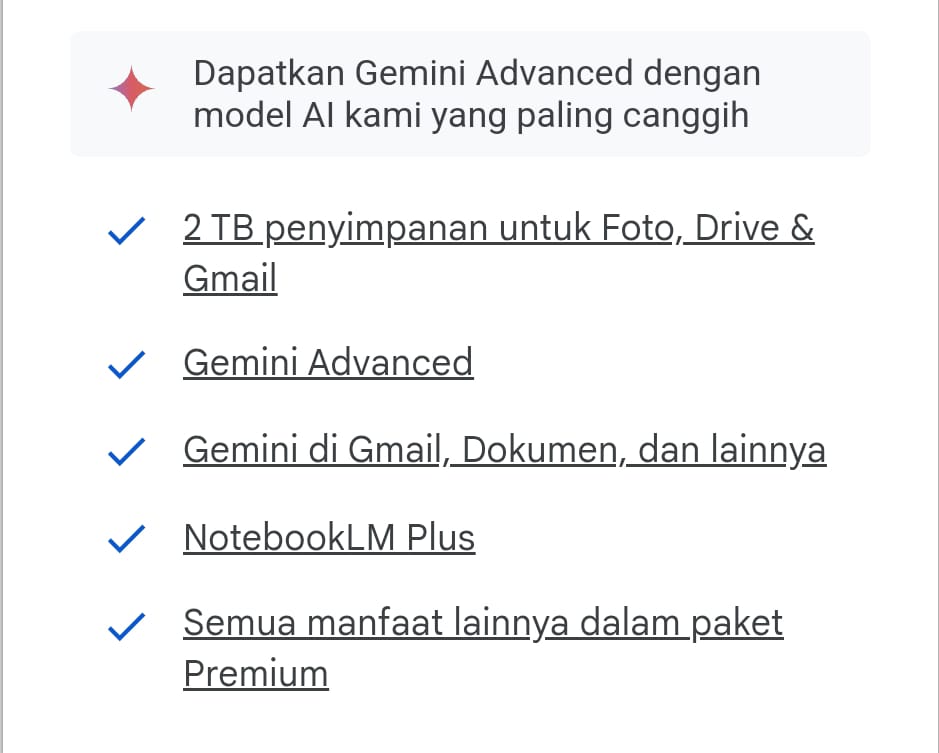 Dapatkan Gemini Advanced dengan
model AI kami yang paling canggih
2 TB penyimpanan untuk Foto, Drive &
Gmail
Gemini Advanced
Gemini di Gmail, Dokumen, dan lainnya
NotebookLM Plus
Semua manfaat lainnya dalam paket
Premium